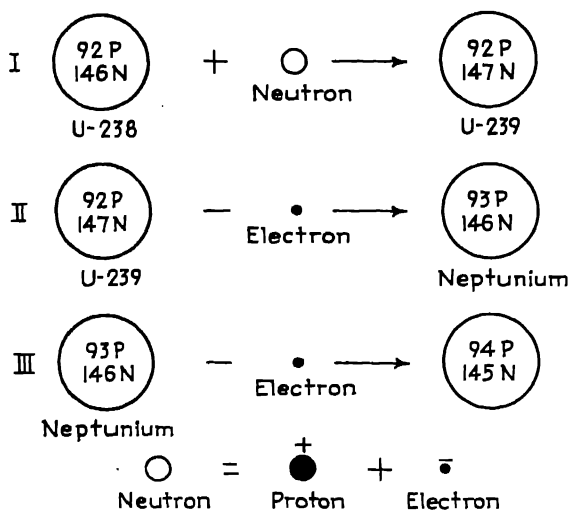 I 92 P 146 N + Neutron → 92 P 147 N
U-238 U-239
II 92 P 147 N − Electron → 93 P 146 N
U-239 Neptunium
III 93 P 146 N − Electron → 94 P 145 N
Neptunium
= + + −
Neutron Proton Electron